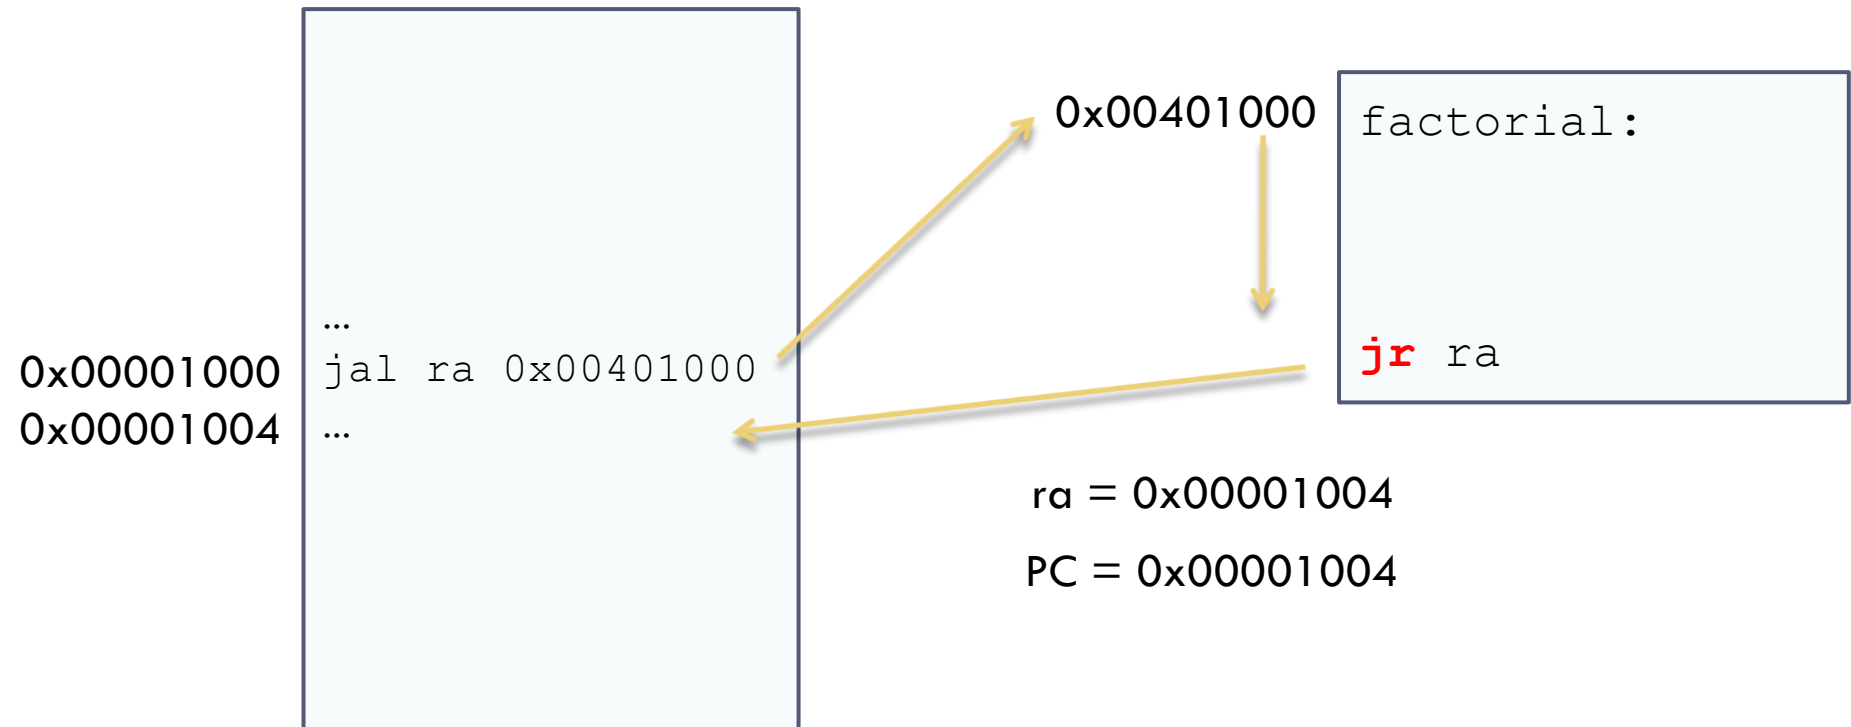 0x00401000
factorial:
…
0x00001000
jal ra 0x00401000
jr ra
0x00001004
…
ra = 0x00001004
PC = 0x00001004